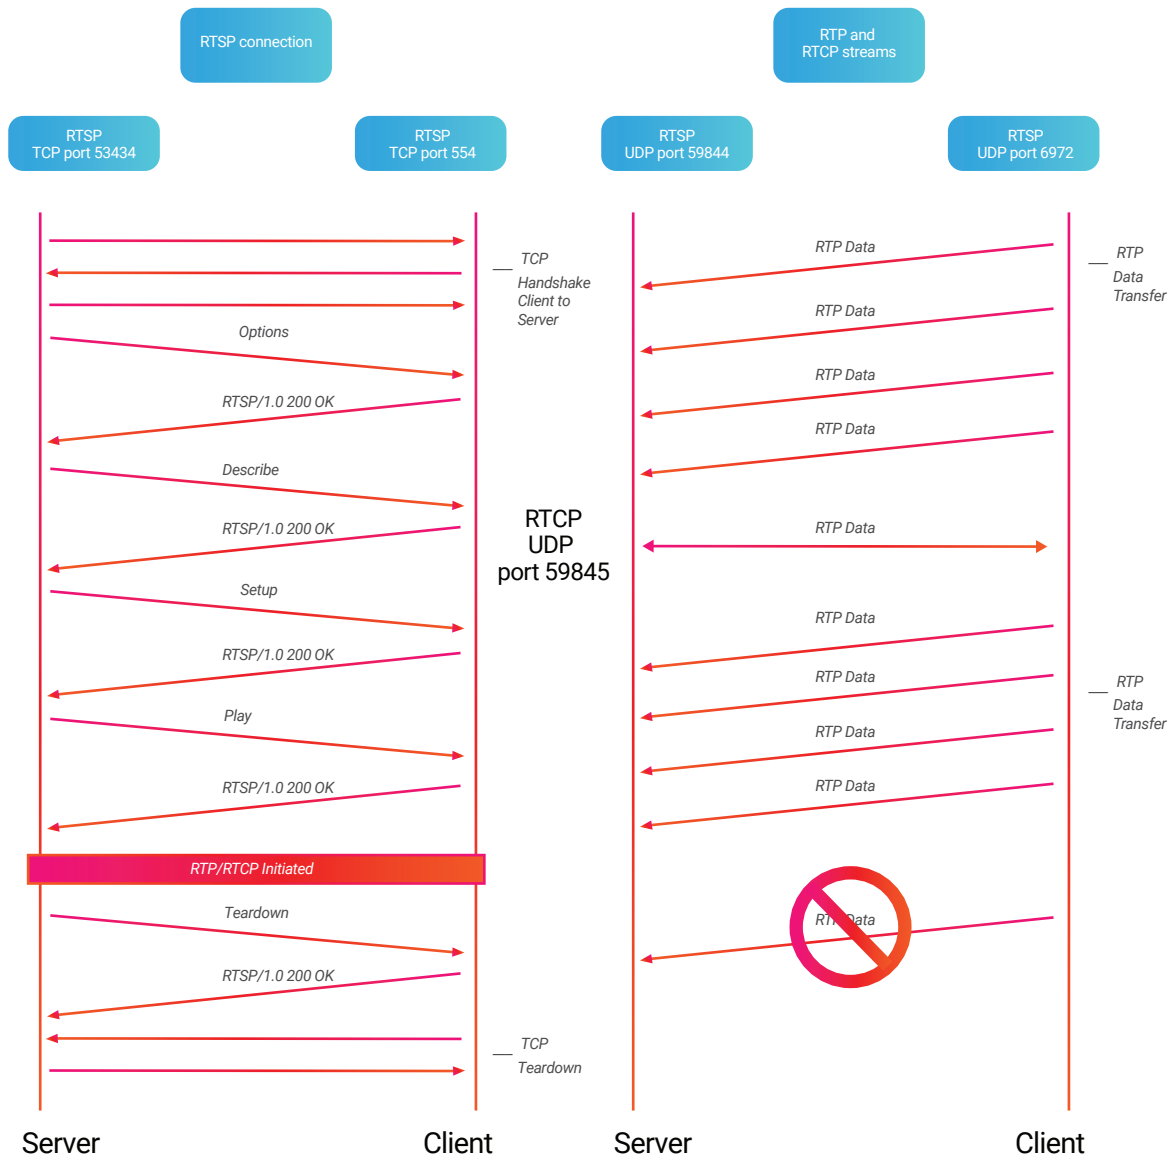 RTSP connection
RTP and
RTCP streams
RTSP
TCP port 53434
RTSP
TCP port 554
RTSP
UDP port 59844
RTSP
UDP port 6972
TCP
Handshake
Client to
Server
Options
RTSP/1.0 200 OK
Describe
RTSP/1.0 200 OK
Setup
RTSP/1.0 200 OK
Play
RTSP/1.0 200 OK
RTP/RTCP Initiated
Teardown
RTSP/1.0 200 OK
TCP
Teardown
RTCP
UDP
port 59845
RTP Data
RTP Data
RTP Data
RTP Data
RTP
Data
Transfer
RTP Data
RTP Data
RTP Data
RTP Data
RTP Data
RTP
Data
Transfer
RTP Data
Server
Client
Server
Client